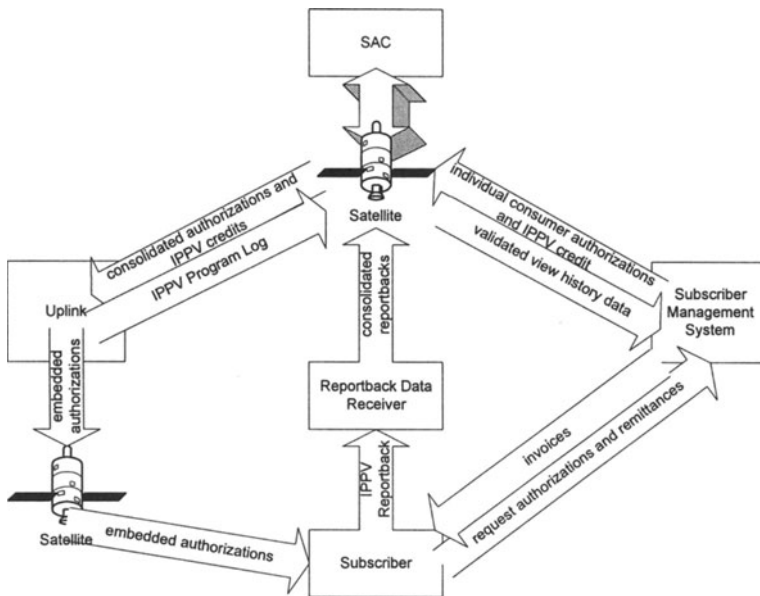 SAC
Satellite
consolidated authorizations and
IPPV credits
IPPV Program Log
individual consumer authorizations
and IPPV credit
validated view history data
consolidated
reportbacks
Uplink
Subscriber
Management
System
embedded
authorizations
Reportback Data
Receiver
invoices
request authorizations and remittances
IPPV
Reportback
Satellite
embedded authorizations
Subscriber